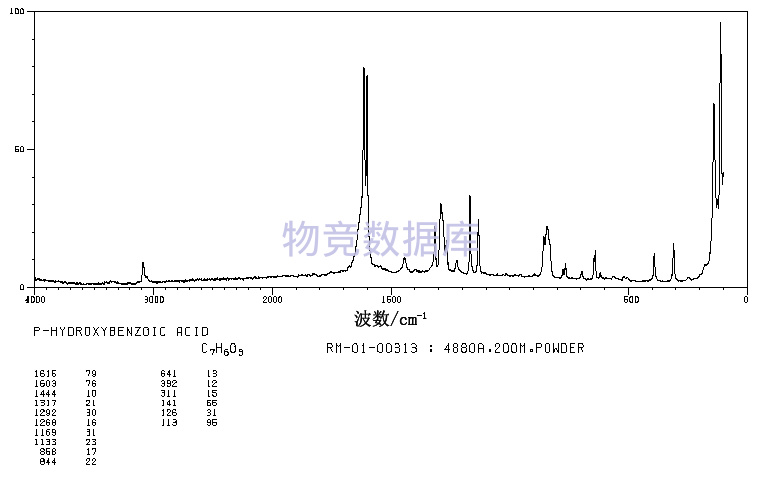 100
50
物竞数据库
0
4000 3000 2000 1500 500 0
波数/cm⁻¹
P-HYDROXYBENZOIC ACID
C₇H₆O₃ RM-01-00313 : 4880A,200M,POWDER
1615 79 641 13
1603 76 392 12
1444 10 311 15
1317 21 141 65
1292 30 126 31
1268 16 113 95
1169 31
1133 23
858 17
844 22